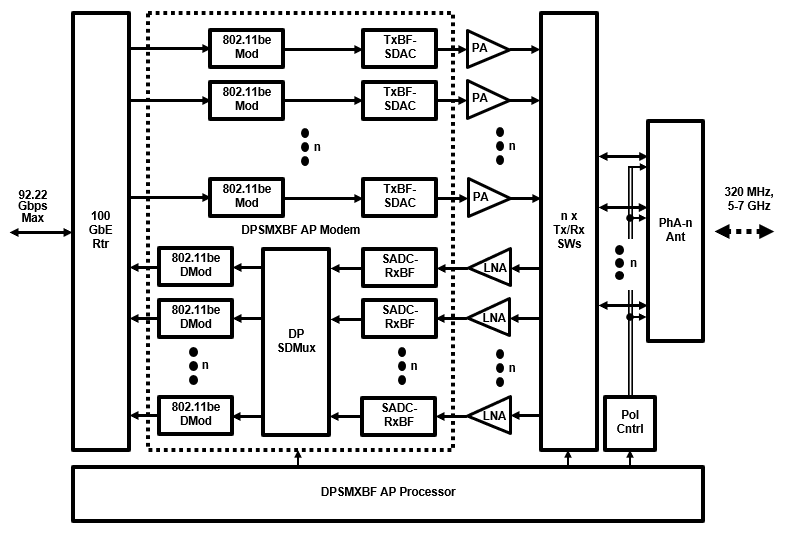 92.22
Gbps
Max
100
GbE
Rtr
802.11be
Mod
TxBF-
SDAC
PA
802.11be
Mod
TxBF-
SDAC
PA
n
n
802.11be
Mod
TxBF-
SDAC
PA
DPSMXBF AP Modem
802.11be
DMod
SADC-
RxBF
LNA
802.11be
DMod
DP
SDMux
SADC-
RxBF
LNA
n
n
n
802.11be
DMod
SADC-
RxBF
LNA
n x
Tx/Rx
SWs
n
PhA-n
Ant
320 MHz,
5-7 GHz
Pol
Cntrl
DPSMXBF AP Processor